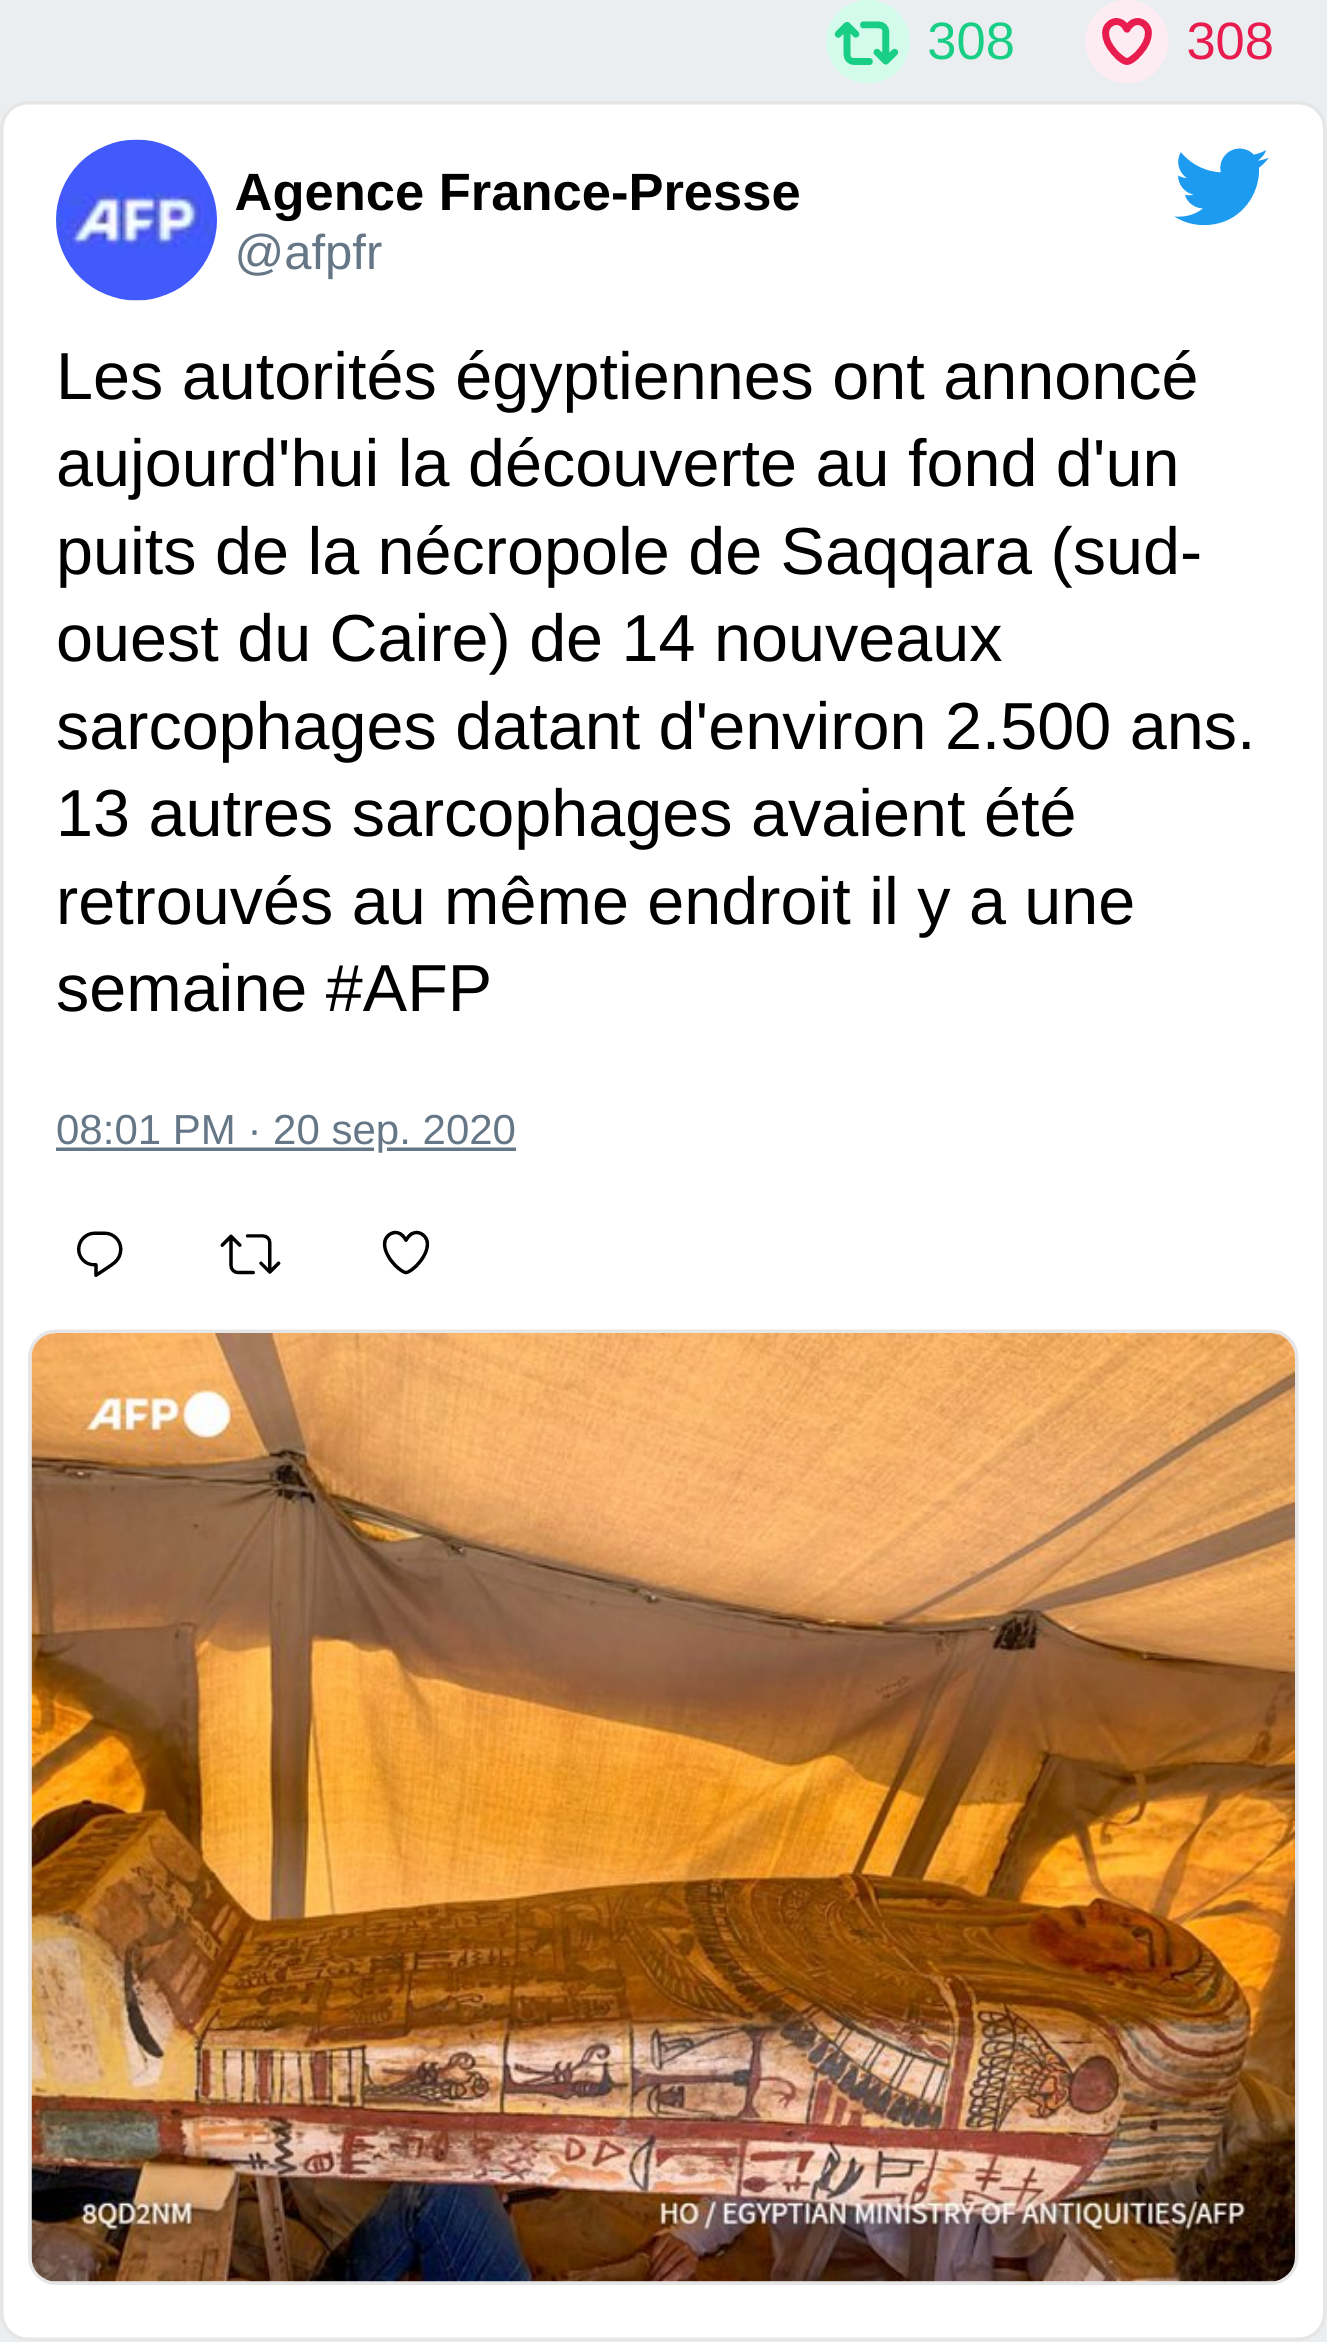 308 308
AFP
Agence France-Presse
@afpfr
Les autorités égyptiennes ont annoncé
aujourd'hui la découverte au fond d'un
puits de la nécropole de Saqqara (sud-
ouest du Caire) de 14 nouveaux
sarcophages datant d'environ 2.500 ans.
13 autres sarcophages avaient été
retrouvés au même endroit il y a une
semaine #AFP
08:01 PM · 20 sep. 2020
AFP
8QD2NM
HO / EGYPTIAN MINISTRY OF ANTIQUITIES/AFP